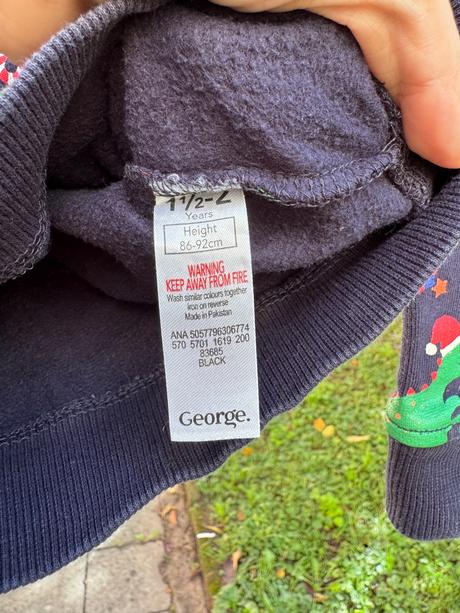 1½-2
Years
Height
86-92cm
WARNING
KEEP AWAY FROM FIRE
Wash similar colours together
iron on reverse
Made in Pakistan
ANA 5057796306774
570 5701 1619 200
83685
BLACK
George.